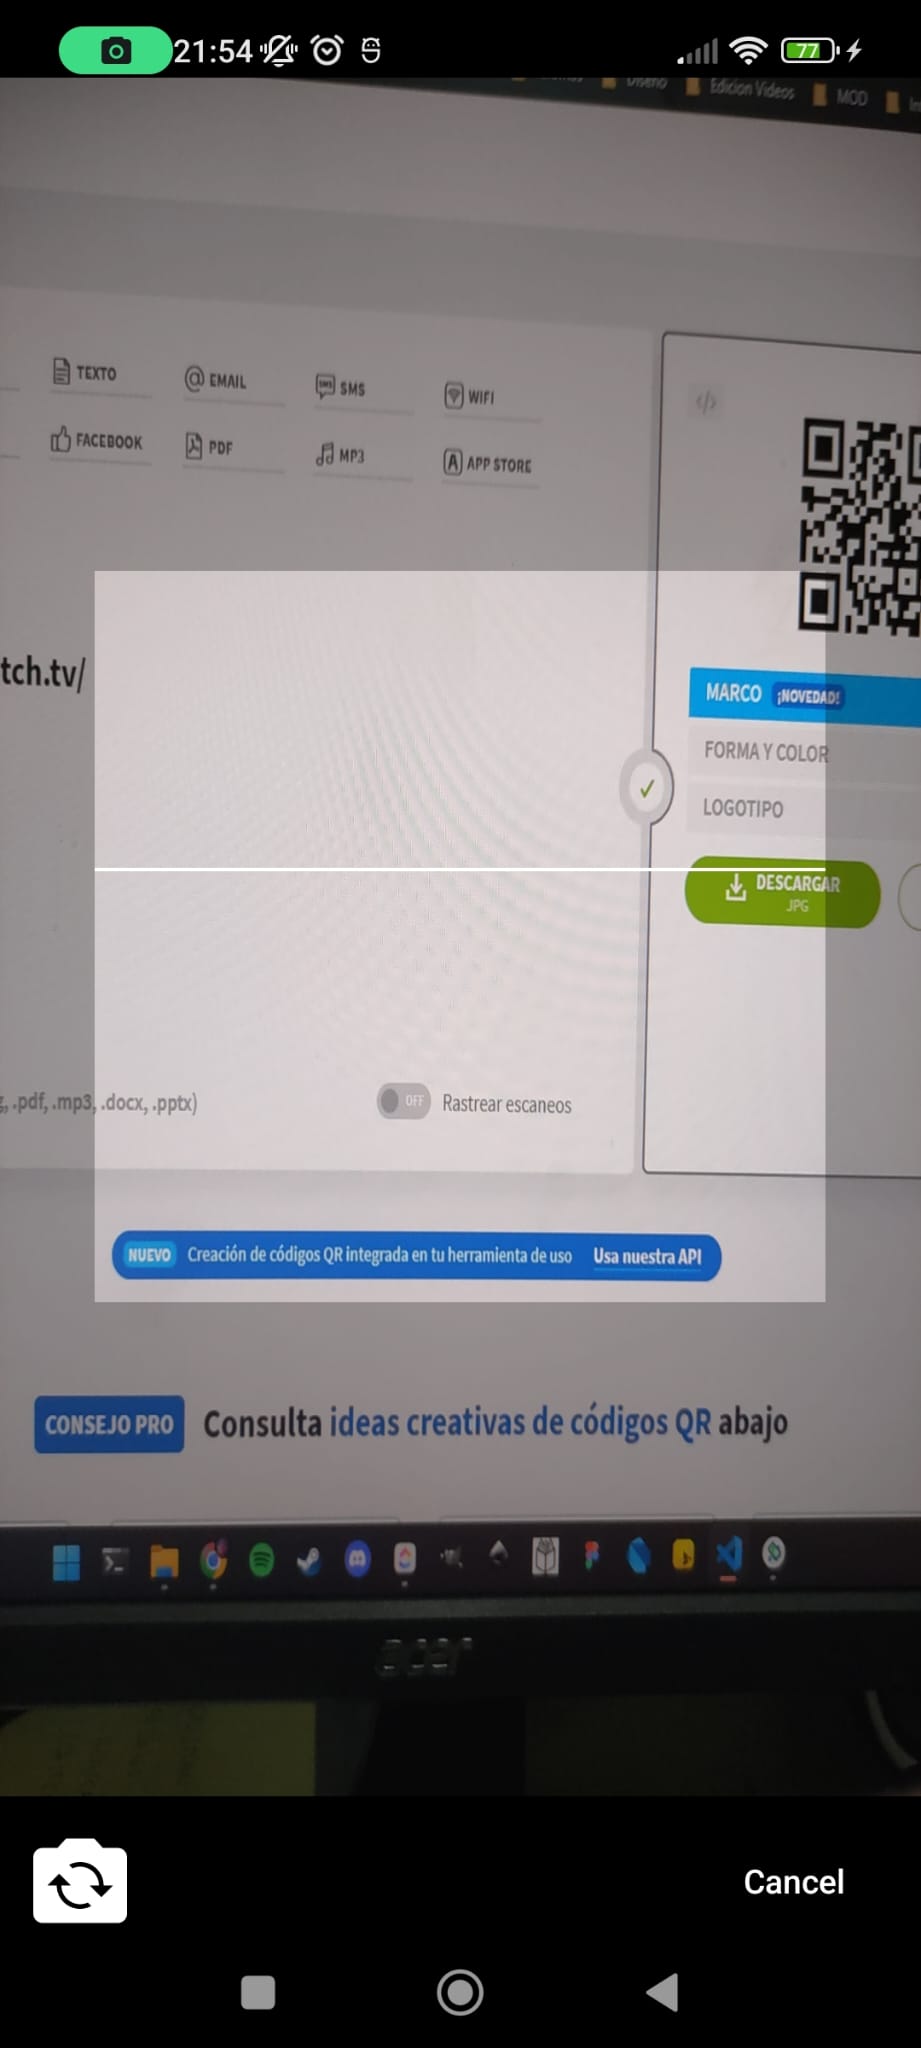 21:54
77
Diseño
Edicion Videos
MOD
TEXTO
EMAIL
SMS
WIFI
FACEBOOK
PDF
MP3
APP STORE
</>
tch.tv/
MARCO ¡NOVEDAD!
FORMA Y COLOR
LOGOTIPO
DESCARGAR
JPG
, .pdf, .mp3, .docx, .pptx)
OFF
Rastrear escaneos
NUEVO Creación de códigos QR integrada en tu herramienta de uso Usa nuestra API
CONSEJO PRO Consulta ideas creativas de códigos QR abajo
acer
Cancel